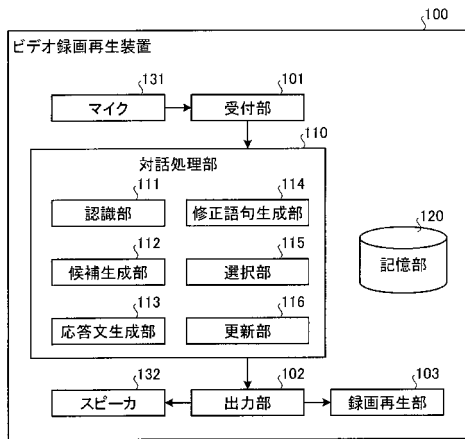 100
ビデオ録画再生装置
131
101
マイク
受付部
110
対話処理部
111
114
認識部
修正語句生成部
112
115
120
候補生成部
選択部
記憶部
113
116
応答文生成部
更新部
132
102
103
スピーカ
出力部
録画再生部